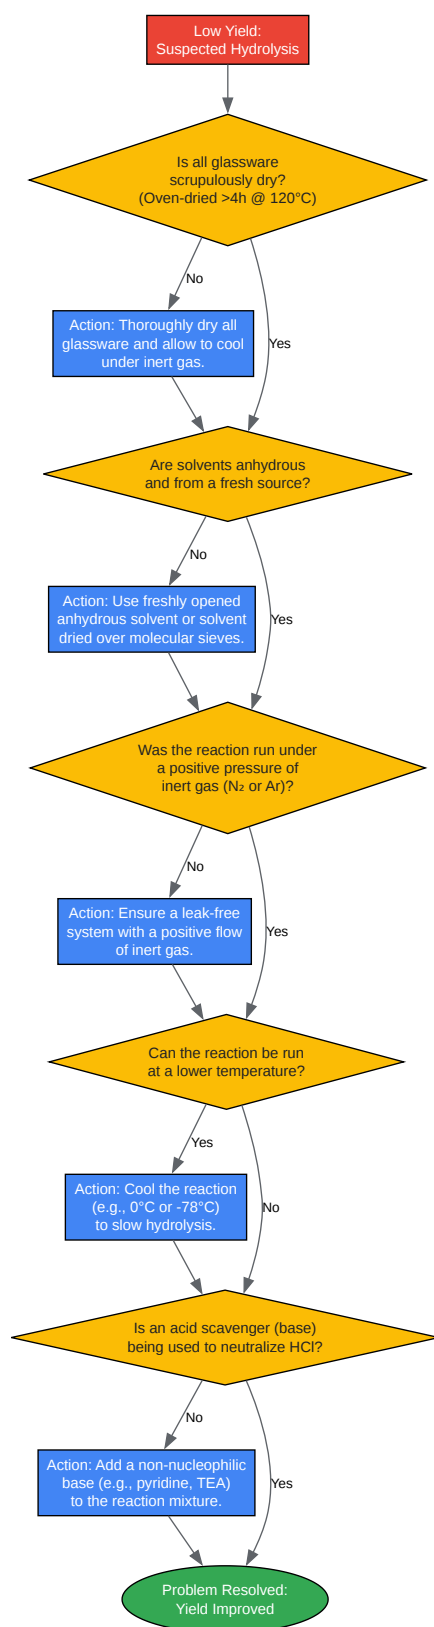 Low Yield:
Suspected Hydrolysis
Is all glassware
scrupulously dry?
(Oven-dried >4h @ 120°C)
No
Action: Thoroughly dry all
glassware and allow to cool
under inert gas.
Yes
Are solvents anhydrous
and from a fresh source?
No
Action: Use freshly opened
anhydrous solvent or solvent
dried over molecular sieves.
Yes
Was the reaction run under
a positive pressure of
inert gas (N₂ or Ar)?
No
Action: Ensure a leak-free
system with a positive flow
of inert gas.
Yes
Can the reaction be run
at a lower temperature?
Yes
Action: Cool the reaction
(e.g., 0°C or -78°C)
to slow hydrolysis.
No
Is an acid scavenger (base)
being used to neutralize HCl?
No
Action: Add a non-nucleophilic
base (e.g., pyridine, TEA)
to the reaction mixture.
Yes
Problem Resolved:
Yield Improved